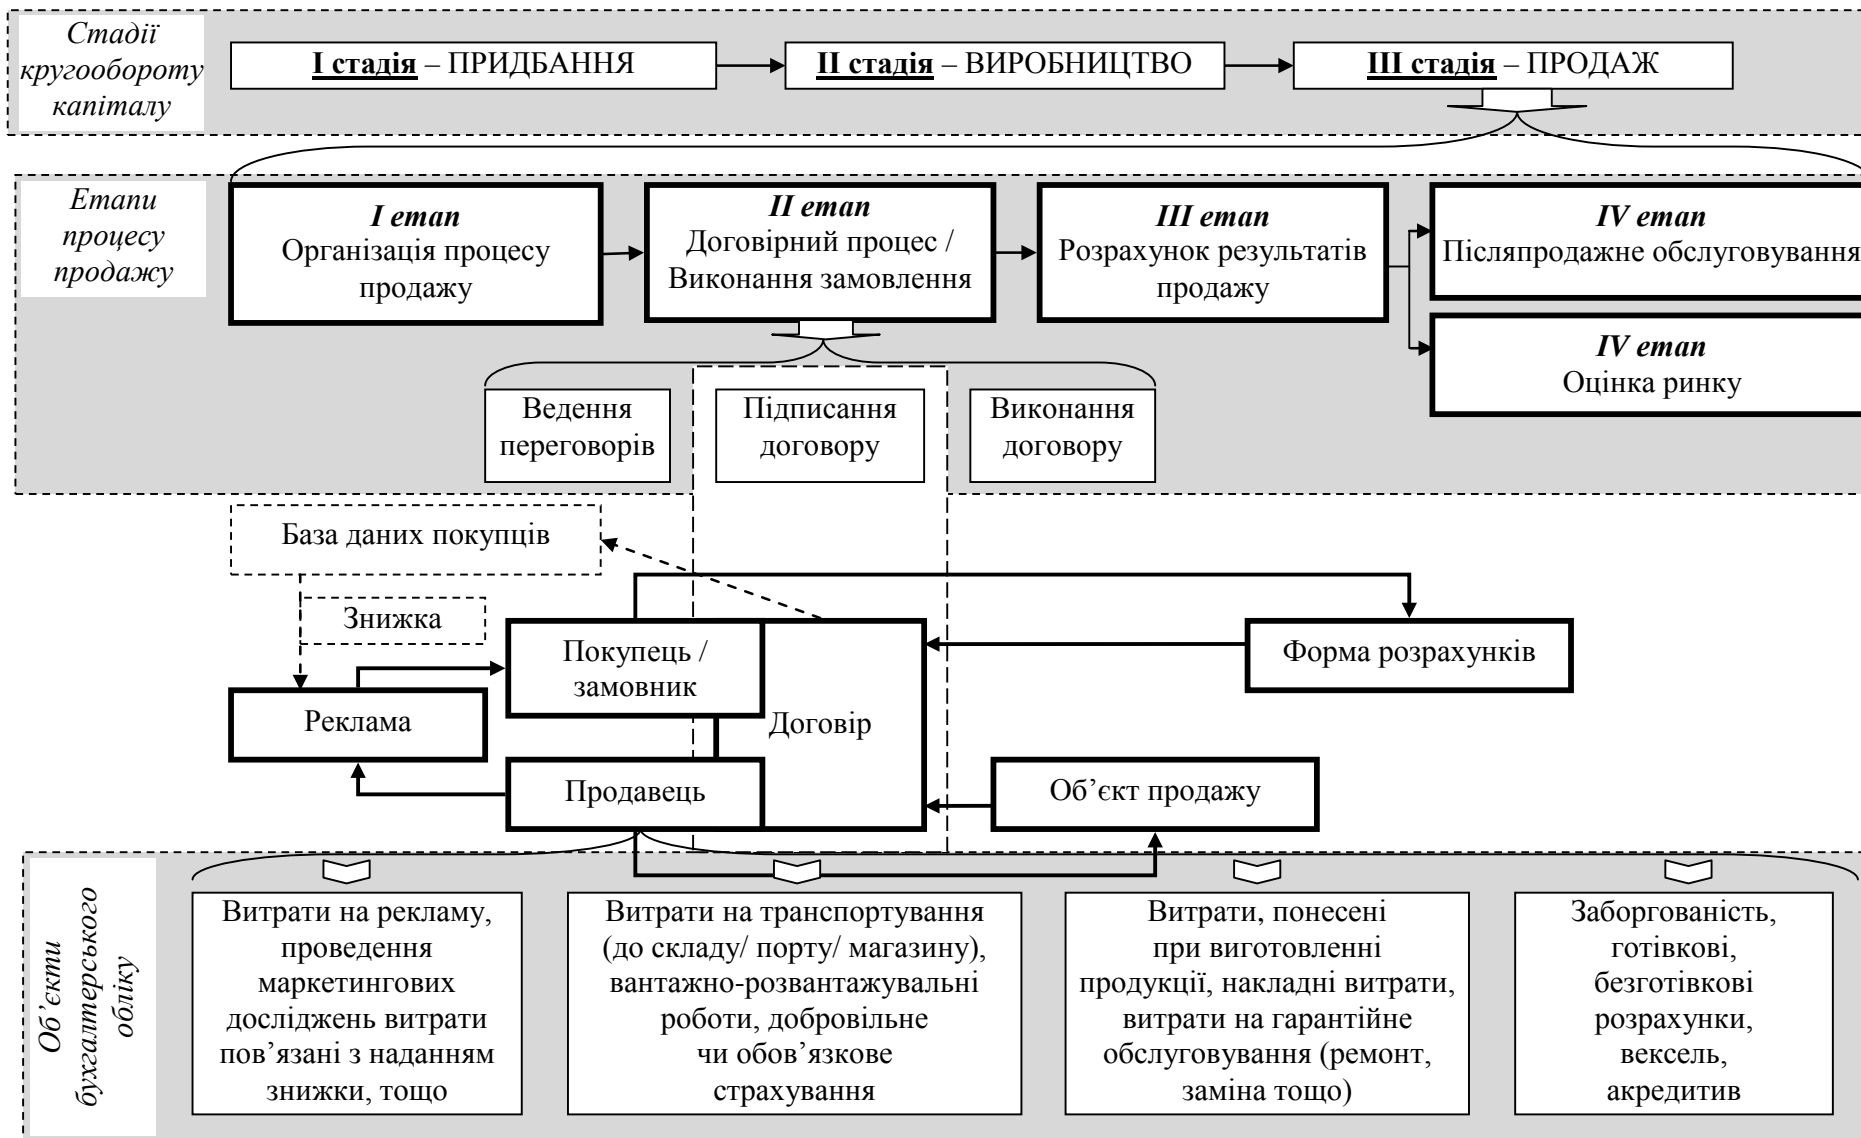 Стадії
кругообороту
капіталу
I стадія – ПРИДБАННЯ
II стадія – ВИРОБНИЦТВО
III стадія – ПРОДАЖ
Етапи
процесу
продажу
I етап
Організація процесу
продажу
II етап
Договірний процес /
Виконання замовлення
III етап
Розрахунок результатів
продажу
IV етап
Післяпродажне обслуговування
IV етап
Оцінка ринку
Ведення
переговорів
Підписання
договору
Виконання
договору
База даних покупців
Знижка
Покупець /
замовник
Форма розрахунків
Реклама
Договір
Продавець
Об’єкт продажу
Об’єкти
бухгалтерського
обліку
Витрати на рекламу,
проведення
маркетингових
досліджень витрати
пов’язані з наданням
знижки, тощо
Витрати на транспортування
(до складу/ порту/ магазину),
вантажно-розвантажувальні
роботи, добровільне
чи обов’язкове
страхування
Витрати, понесені
при виготовленні
продукції, накладні витрати,
витрати на гарантійне
обслуговування (ремонт,
заміна тощо)
Заборгованість,
готівкові,
безготівкові
розрахунки,
вексель,
акредитив